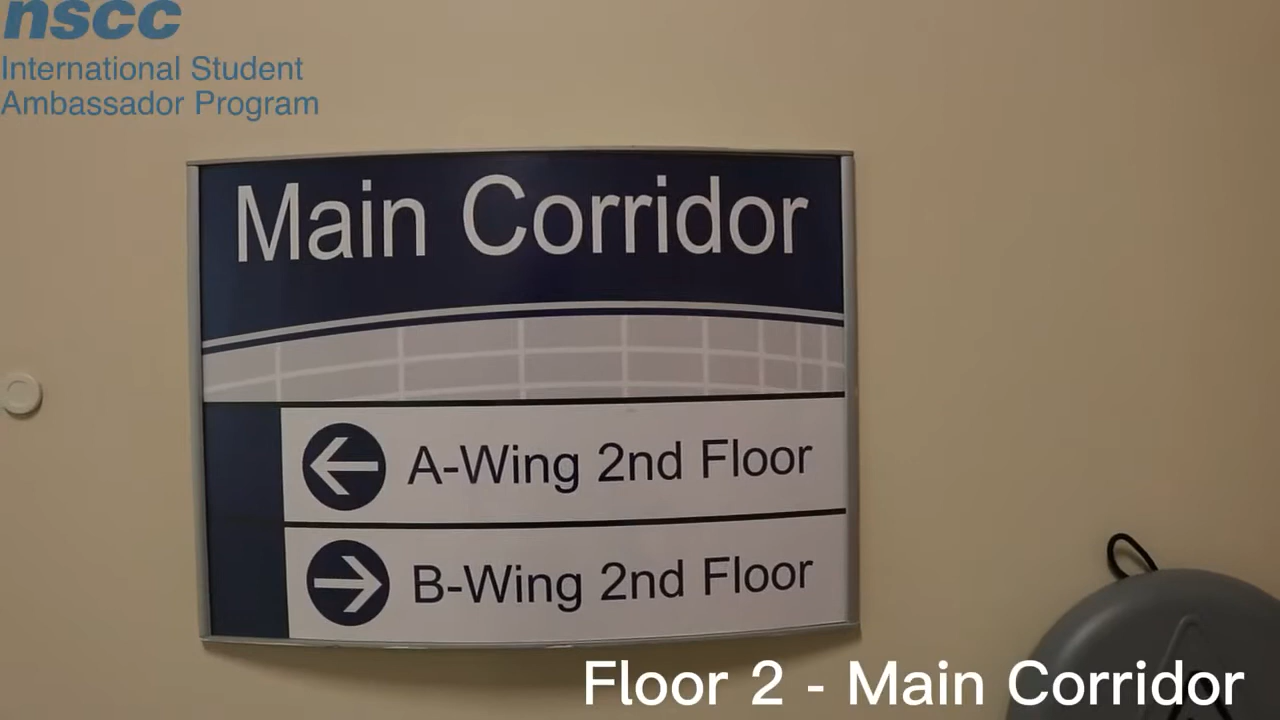 nscc
International Student
Ambassador Program
Main Corridor
A-Wing 2nd Floor
B-Wing 2nd Floor
Floor 2 - Main Corridor